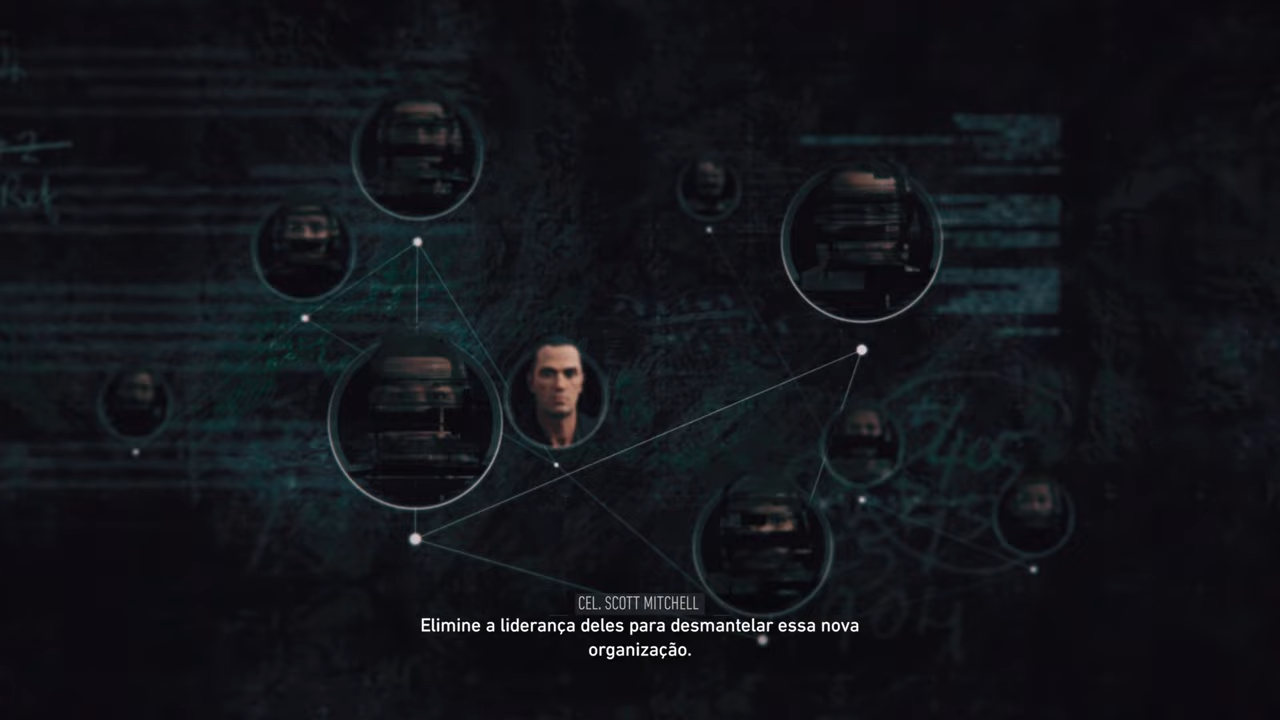 CEL. SCOTT MITCHELL
Elimine a liderança deles para desmantelar essa nova
organização.